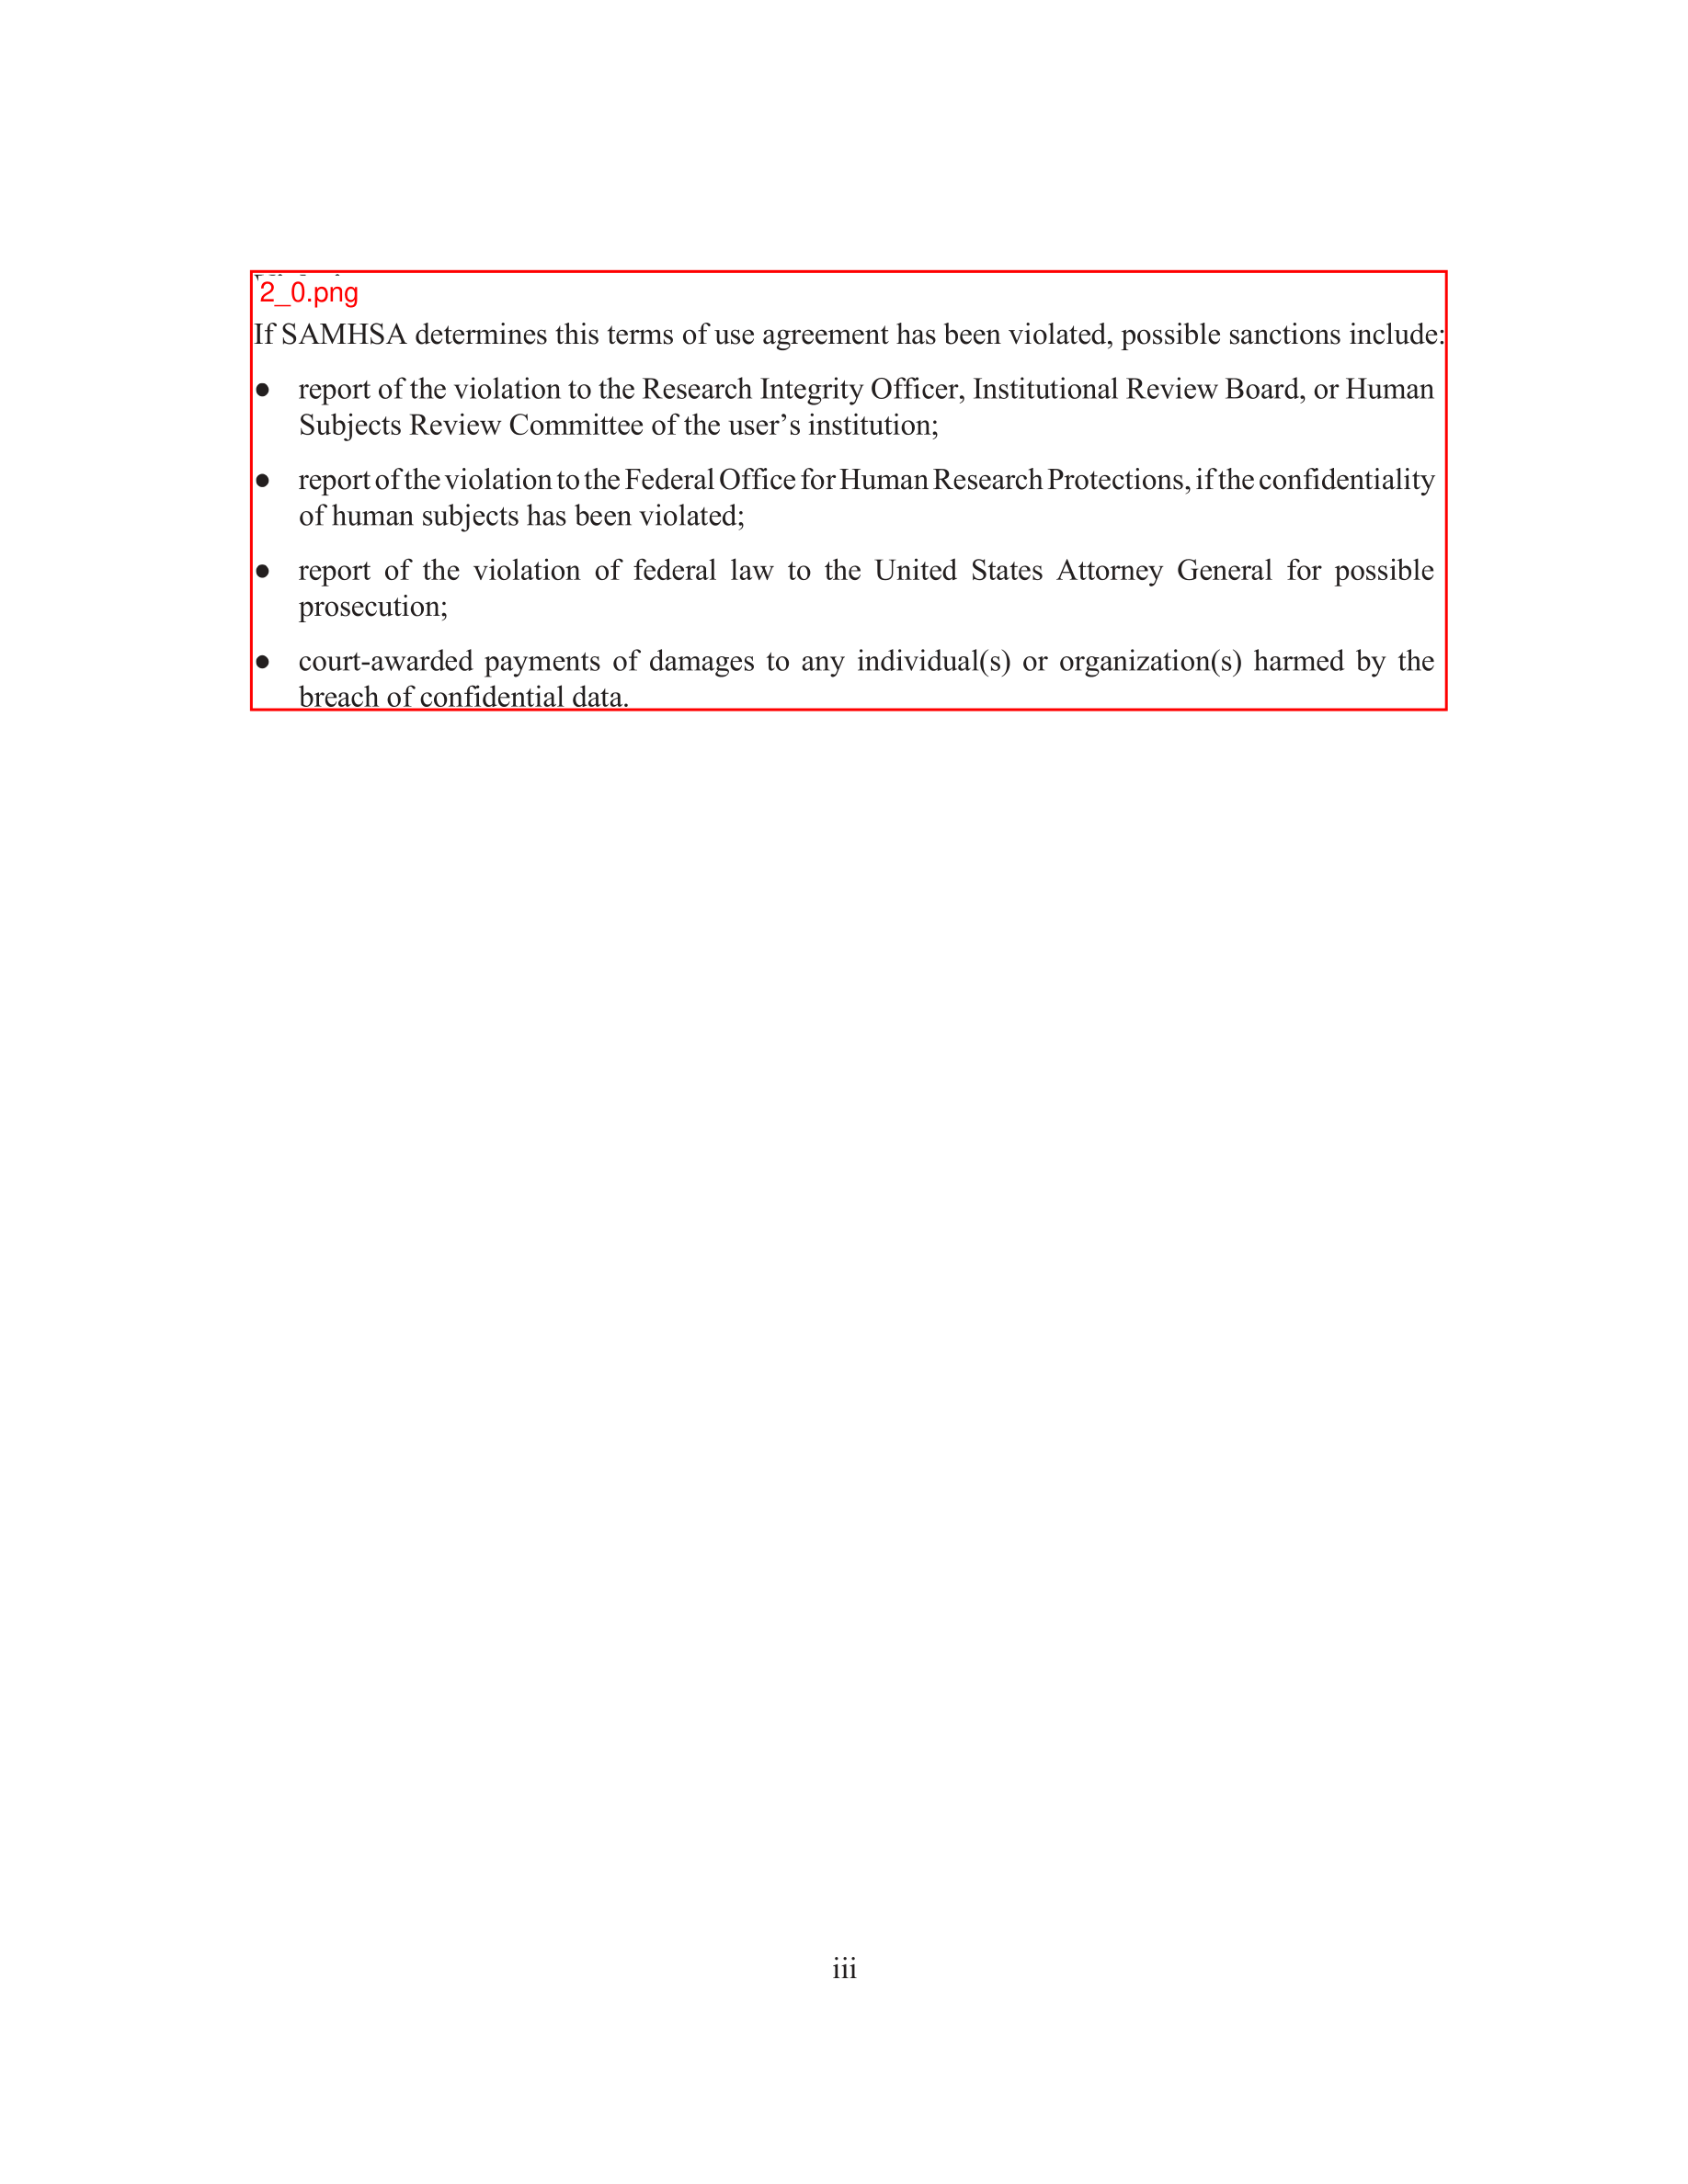 2_0.png
If SAMHSA determines this terms of use agreement has been violated, possible sanctions include:
● report of the violation to the Research Integrity Officer, Institutional Review Board, or Human
Subjects Review Committee of the user’s institution;
● report of the violation to the Federal Office for Human Research Protections, if the confidentiality
of human subjects has been violated;
● report of the violation of federal law to the United States Attorney General for possible
prosecution;
● court-awarded payments of damages to any individual(s) or organization(s) harmed by the
breach of confidential data.
iii